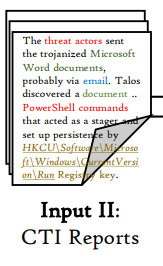 The threat actors sent
the trojanized Microsoft
Word documents,
probably via email. Talos
discovered a document ..
PowerShell commands
that acted as a stager and
set up persistence by
HKCU\Software\Microso
ft\Windows\CurrentVersi
on\Run Registry key.
Input II:
CTI Reports